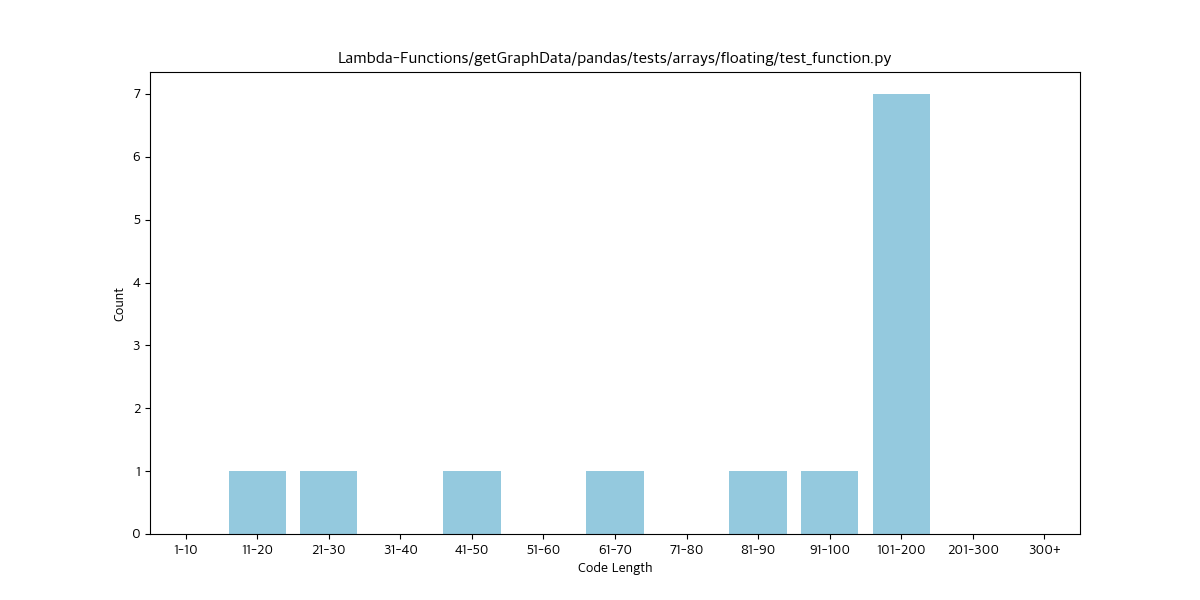 Lambda-Functions/getGraphData/pandas/tests/arrays/floating/test_function.py
7
6
5
4
3
2
1
0
Count
1-10 11-20 21-30 31-40 41-50 51-60 61-70 71-80 81-90 91-100 101-200 201-300 300+
Code Length